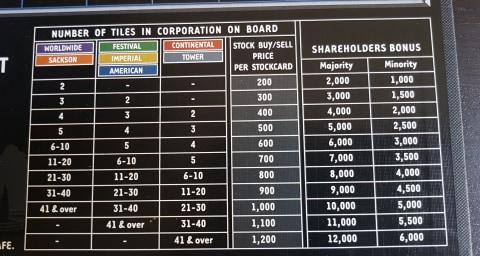 NUMBER OF TILES IN CORPORATION ON BOARD
WORLDWIDE FESTIVAL CONTINENTAL STOCK BUY/SELL SHAREHOLDERS BONUS
SACKSON IMPERIAL TOWER PRICE
AMERICAN PER STOCKCARD Majority Minority
2 - - 200 2,000 1,000
3 2 - 300 3,000 1,500
4 3 2 400 4,000 2,000
5 4 3 500 5,000 2,500
6-10 5 4 600 6,000 3,000
11-20 6-10 5 700 7,000 3,500
21-30 11-20 6-10 800 8,000 4,000
31-40 21-30 11-20 900 9,000 4,500
41 & over 31-40 21-30 1,000 10,000 5,000
- 41 & over 31-40 1,100 11,000 5,500
- - 41 & over 1,200 12,000 6,000
T
AFE.